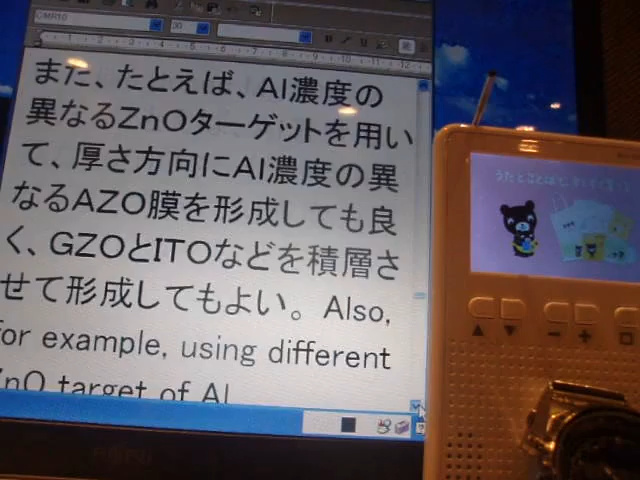 また、たとえば、Al濃度の
異なるZnOターゲットを用い
て、厚さ方向にAl濃度の異
なるAZO膜を形成しても良
く、GZOとITOなどを積層さ
せて形成してもよい。Also,
for example, using different
ZnO target of Al